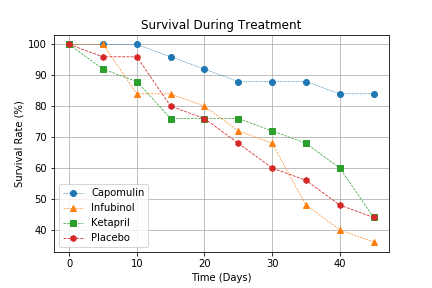 Survival During Treatment
100
90
80
70
60
50
40
Survival Rate (%)
Capomulin
Infubinol
Ketapril
Placebo
0
10
20
30
40
Time (Days)